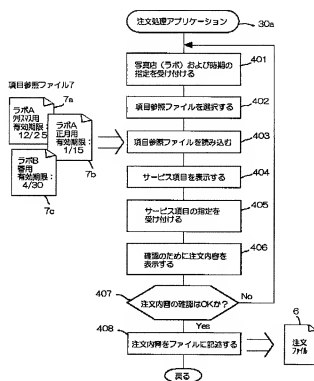 注文処理アプリケーション
30a
写真店(ラボ)および時期の
指定を受け付ける
401
項目参照ファイル7
7a
ラボA
クリスマス用
有効期限:
12/25
ラボA
正月用
有効期限:
1/15
7b
ラボB
春用
有効期限:
4/30
7c
項目参照ファイルを選択する
402
項目参照ファイルを読み込む
403
サービス項目を表示する
404
サービス項目の指定を
受け付ける
405
確認のために注文内容を
表示する
406
407
注文内容の確認はOKか?
No
Yes
408
注文内容をファイルに記述する
6
注文
ファイル
戻る